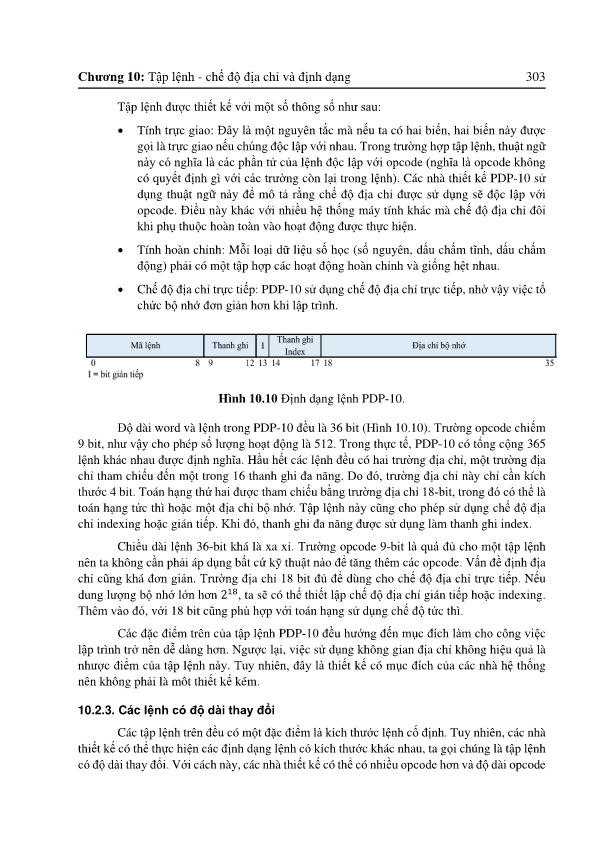 Chương 10: Tập lệnh - chế độ địa chỉ và định dạng 303
Tập lệnh được thiết kế với một số thông số như sau:
• Tính trực giao: Đây là một nguyên tắc mà nếu ta có hai biến, hai biến này được
gọi là trực giao nếu chúng độc lập với nhau. Trong trường hợp tập lệnh, thuật ngữ
này có nghĩa là các phần tử của lệnh độc lập với opcode (nghĩa là opcode không
có quyết định gì với các trường còn lại trong lệnh). Các nhà thiết kế PDP-10 sử
dụng thuật ngữ này để mô tả rằng chế độ địa chỉ được sử dụng sẽ độc lập với
opcode. Điều này khác với nhiều hệ thống máy tính khác mà chế độ địa chỉ đôi
khi phụ thuộc hoàn toàn vào hoạt động được thực hiện.
• Tính hoàn chỉnh: Mỗi loại dữ liệu số học (số nguyên, dấu chấm tĩnh, dấu chấm
động) phải có một tập hợp các hoạt động hoàn chỉnh và giống hệt nhau.
• Chế độ địa chỉ trực tiếp: PDP-10 sử dụng chế độ địa chỉ trực tiếp, nhờ vậy việc tổ
chức bộ nhớ đơn giản hơn khi lập trình.
Mã lệnh Thanh ghi I Thanh ghi Index Địa chỉ bộ nhớ
0 8 9 12 13 14 17 18 35
I = bit gián tiếp
Hình 10.10 Định dạng lệnh PDP-10.
Độ dài word và lệnh trong PDP-10 đều là 36 bit (Hình 10.10). Trường opcode chiếm
9 bit, như vậy cho phép số lượng hoạt động là 512. Trong thực tế, PDP-10 có tổng cộng 365
lệnh khác nhau được định nghĩa. Hầu hết các lệnh đều có hai trường địa chỉ, một trường địa
chỉ tham chiếu đến một trong 16 thanh ghi đa năng. Do đó, trường địa chỉ này chỉ cần kích
thước 4 bit. Toán hạng thứ hai được tham chiếu bằng trường địa chỉ 18-bit, trong đó có thể là
toán hạng tức thì hoặc một địa chỉ bộ nhớ. Tập lệnh này cũng cho phép sử dụng chế độ địa
chỉ indexing hoặc gián tiếp. Khi đó, thanh ghi đa năng được sử dụng làm thanh ghi index.
Chiều dài lệnh 36-bit khá là xa xỉ. Trường opcode 9-bit là quá đủ cho một tập lệnh
nên ta không cần phải áp dụng bất cứ kỹ thuật nào để tăng thêm các opcode. Vấn đề định địa
chỉ cũng khá đơn giản. Trường địa chỉ 18 bit đủ để dùng cho chế độ địa chỉ trực tiếp. Nếu
dung lượng bộ nhớ lớn hơn 2¹⁸, ta sẽ có thể thiết lập chế độ địa chỉ gián tiếp hoặc indexing.
Thêm vào đó, với 18 bit cũng phù hợp với toán hạng sử dụng chế độ tức thì.
Các đặc điểm trên của tập lệnh PDP-10 đều hướng đến mục đích làm cho công việc
lập trình trở nên dễ dàng hơn. Ngược lại, việc sử dụng không gian địa chỉ không hiệu quả là
nhược điểm của tập lệnh này. Tuy nhiên, đây là thiết kế có mục đích của các nhà hệ thống
nên không phải là môt thiết kế kém.
10.2.3. Các lệnh có độ dài thay đổi
Các tập lệnh trên đều có một đặc điểm là kích thước lệnh cố định. Tuy nhiên, các nhà
thiết kế có thể thực hiện các định dạng lệnh có kích thước khác nhau, ta gọi chúng là tập lệnh
có độ dài thay đổi. Với cách này, các nhà thiết kế có thể có nhiều opcode hơn và độ dài opcode